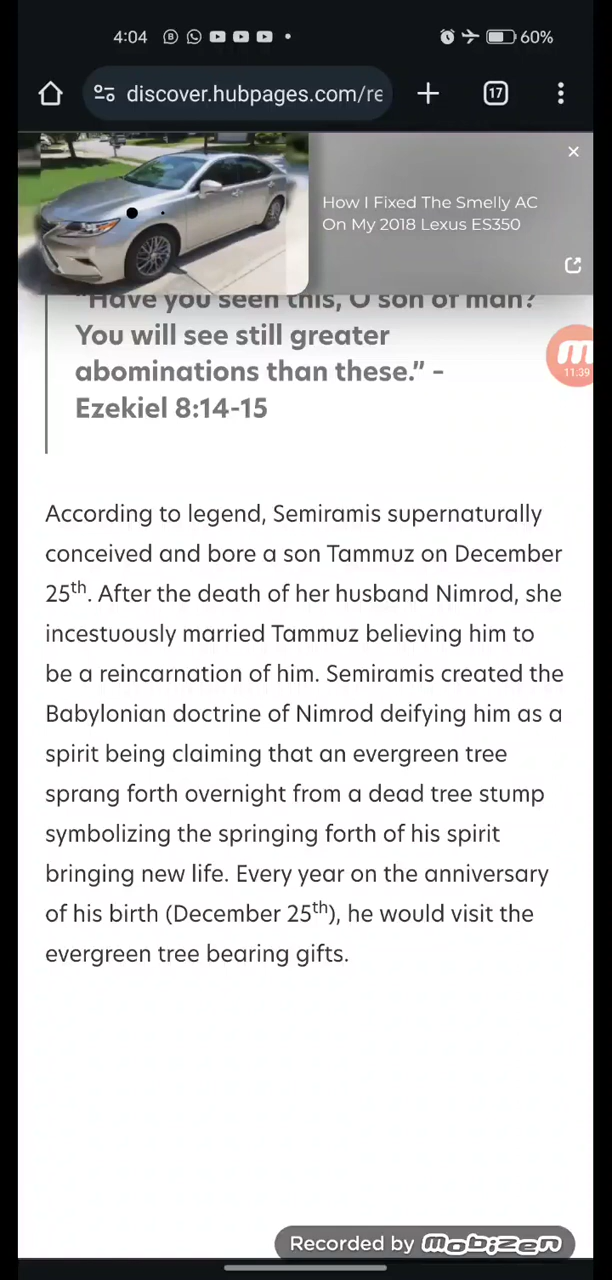 4:04
60%
discover.hubpages.com/re
17
How I Fixed The Smelly AC
On My 2018 Lexus ES350
"Have you seen this, O son of man?
You will see still greater
abominations than these.” –
Ezekiel 8:14-15
11:39
According to legend, Semiramis supernaturally
conceived and bore a son Tammuz on December
25th. After the death of her husband Nimrod, she
incestuously married Tammuz believing him to
be a reincarnation of him. Semiramis created the
Babylonian doctrine of Nimrod deifying him as a
spirit being claiming that an evergreen tree
sprang forth overnight from a dead tree stump
symbolizing the springing forth of his spirit
bringing new life. Every year on the anniversary
of his birth (December 25th), he would visit the
evergreen tree bearing gifts.
Recorded by mobizen